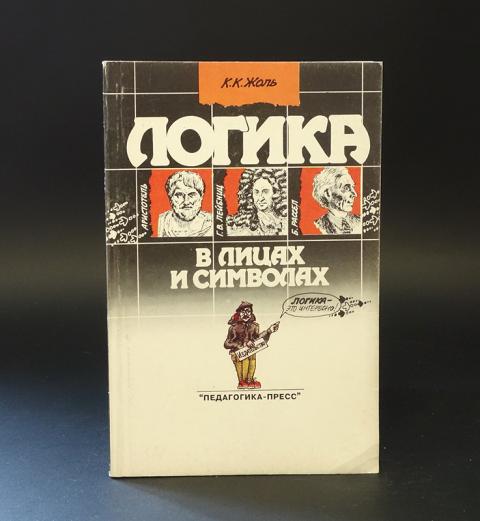 К.К.Жоль
ЛОГИКА
АРИСТОТЕЛЬ
Г.В. ЛЕЙБНИЦ
Б. РАССЕЛ
В ЛИЦАХ
И СИМВОЛАХ
ЛОГИКА-
ЭТО ИНТЕРЕСНО!
"ПЕДАГОГИКА-ПРЕСС"